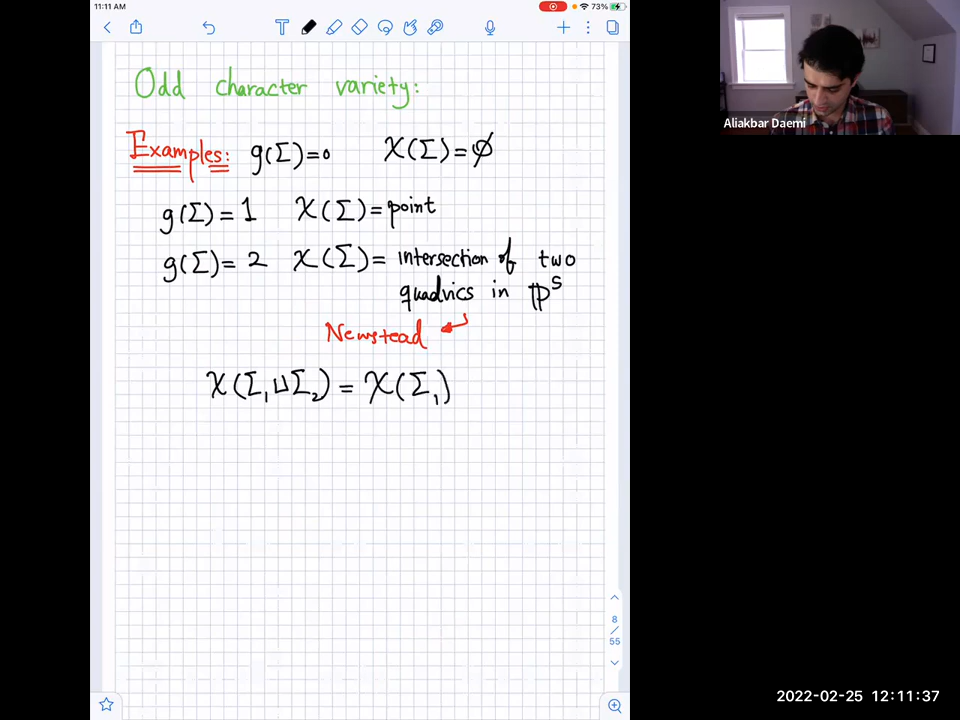 11:11 AM
73%
Odd character variety:
Examples: g(Σ)=0 χ(Σ)=∅
g(Σ)=1 χ(Σ)=point
g(Σ)=2 χ(Σ)= intersection of two
quadrics in ℙ⁵
Newstead
χ(Σ₁⊔Σ₂)=χ(Σ₁)
8
/
55
Aliakbar Daemi
2022-02-25 12:11:37